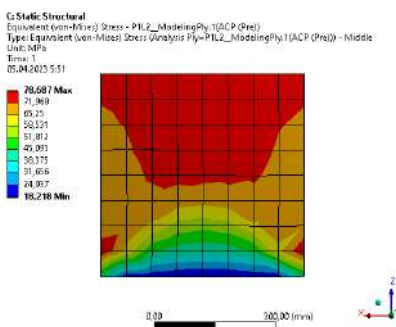 C: Static Structural
Equivalent (von-Mises) Stress - P1L2__ModelingPly.1(ACP (Pre))
Type: Equivalent (von-Mises) Stress (Analysis Ply=P1L2__ModelingPly.1(ACP (Pre))) - Middle
Unit: MPa
Time: 1
05.04.2023 5:51
78,687 Max
71,968
65,25
58,531
51,812
45,093
38,375
31,656
24,937
18,218 Min
0,00
300,00 (mm)
Z
X